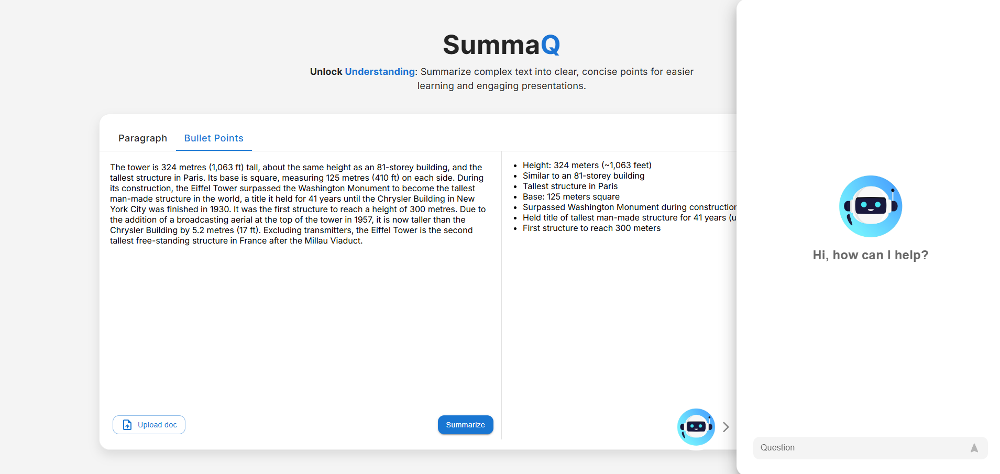 SummaQ
Unlock Understanding: Summarize complex text into clear, concise points for easier
learning and engaging presentations.
Paragraph
Bullet Points
The tower is 324 metres (1,063 ft) tall, about the same height as an 81-storey building, and the
tallest structure in Paris. Its base is square, measuring 125 metres (410 ft) on each side. During
its construction, the Eiffel Tower surpassed the Washington Monument to become the tallest
man-made structure in the world, a title it held for 41 years until the Chrysler Building in New
York City was finished in 1930. It was the first structure to reach a height of 300 metres. Due to
the addition of a broadcasting aerial at the top of the tower in 1957, it is now taller than the
Chrysler Building by 5.2 metres (17 ft). Excluding transmitters, the Eiffel Tower is the second
tallest free-standing structure in France after the Millau Viaduct.
Upload doc
Summarize
• Height: 324 meters (~1,063 feet)
• Similar to an 81-storey building
• Tallest structure in Paris
• Base: 125 meters square
• Surpassed Washington Monument during construction
• Held title of tallest man-made structure for 41 years (u
• First structure to reach 300 meters
Hi, how can I help?
Question